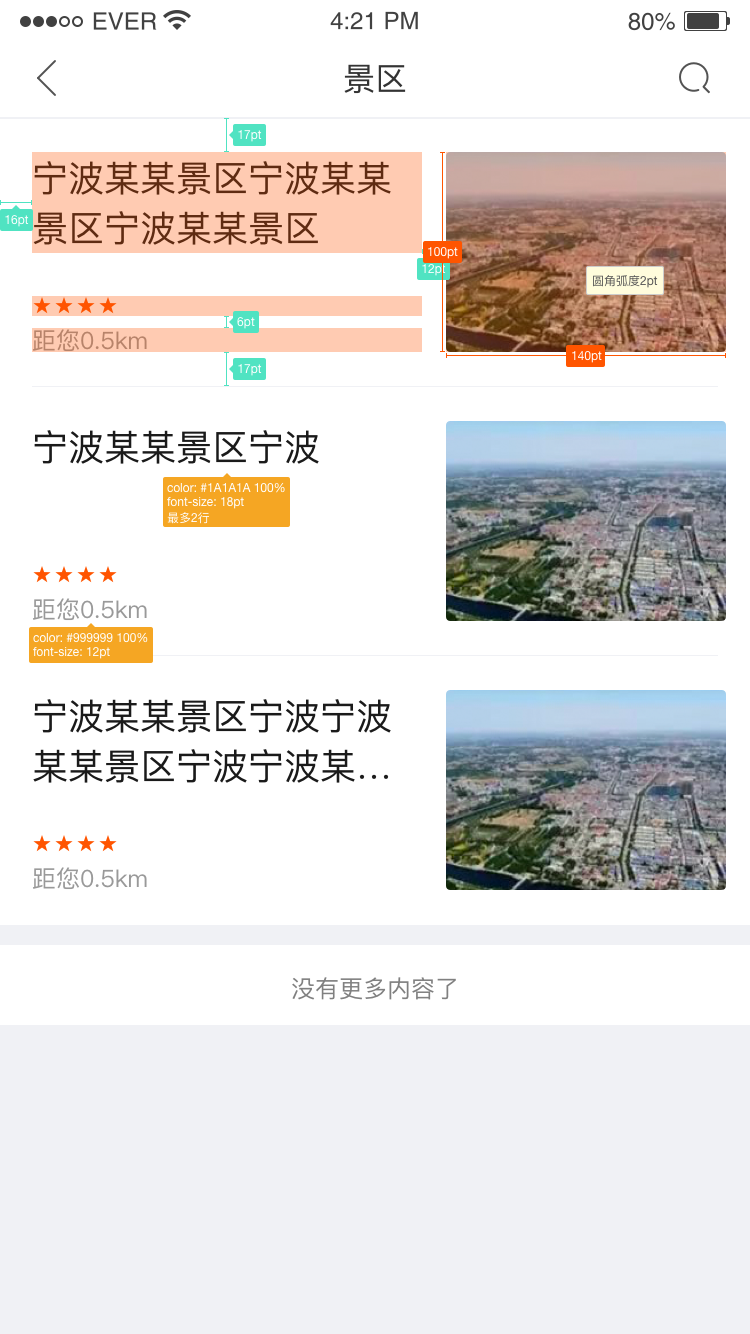 EVER
4:21 PM
80%
景区
17pt
宁波某某景区宁波某某
景区宁波某某景区
16pt
100pt
12pt
圆角弧度2pt
6pt
距您0.5km
140pt
17pt
宁波某某景区宁波
color: #1A1A1A 100%
font-size: 18pt
最多2行
距您0.5km
color: #999999 100%
font-size: 12pt
宁波某某景区宁波宁波
某某景区宁波宁波某...
距您0.5km
没有更多内容了